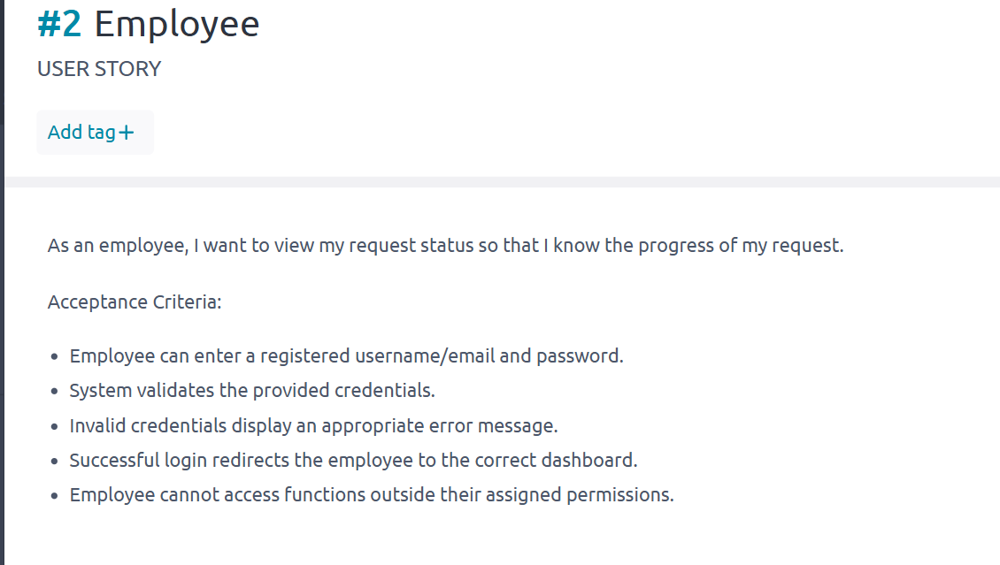 #2 Employee
USER STORY
Add tag+
As an employee, I want to view my request status so that I know the progress of my request.
Acceptance Criteria:
• Employee can enter a registered username/email and password.
• System validates the provided credentials.
• Invalid credentials display an appropriate error message.
• Successful login redirects the employee to the correct dashboard.
• Employee cannot access functions outside their assigned permissions.